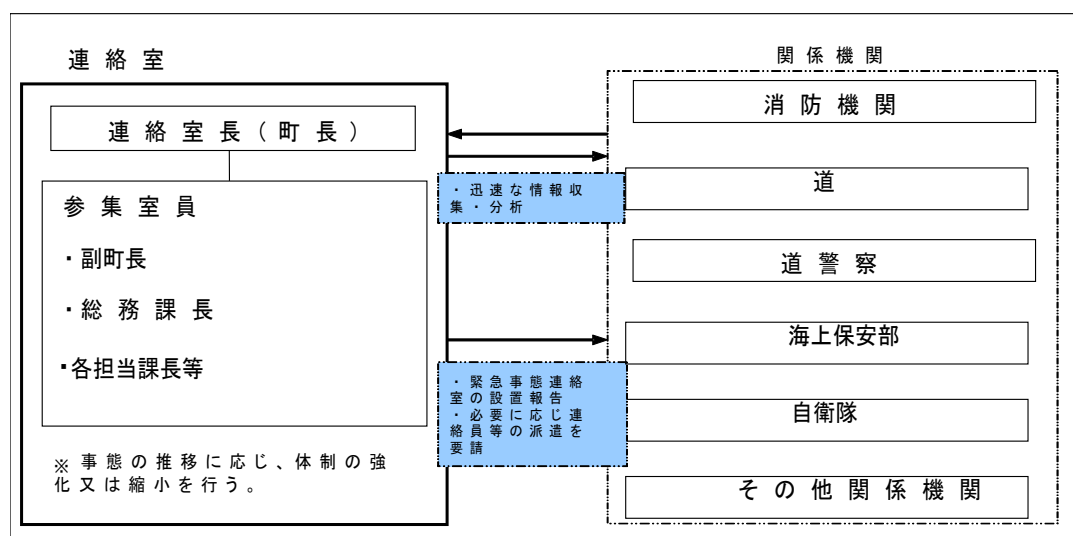 連絡室
連絡室長(町長)
参集室員
・副町長
・総務課長
・各担当課長等
※ 事態の推移に応じ、体制の強
化又は縮小を行う。
・迅速な情報収
集・分析
・緊急事態連絡
室の設置報告
・必要に応じ連
絡員等の派遣を
要請
関係機関
消防機関
道
道警察
海上保安部
自衛隊
その他関係機関